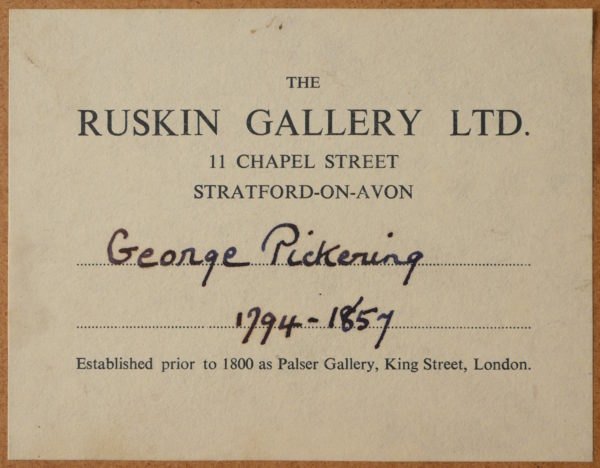 THE
RUSKIN GALLERY LTD.
11 CHAPEL STREET
STRATFORD-ON-AVON
George Pickering
1794-1857
Established prior to 1800 as Palser Gallery, King Street, London.